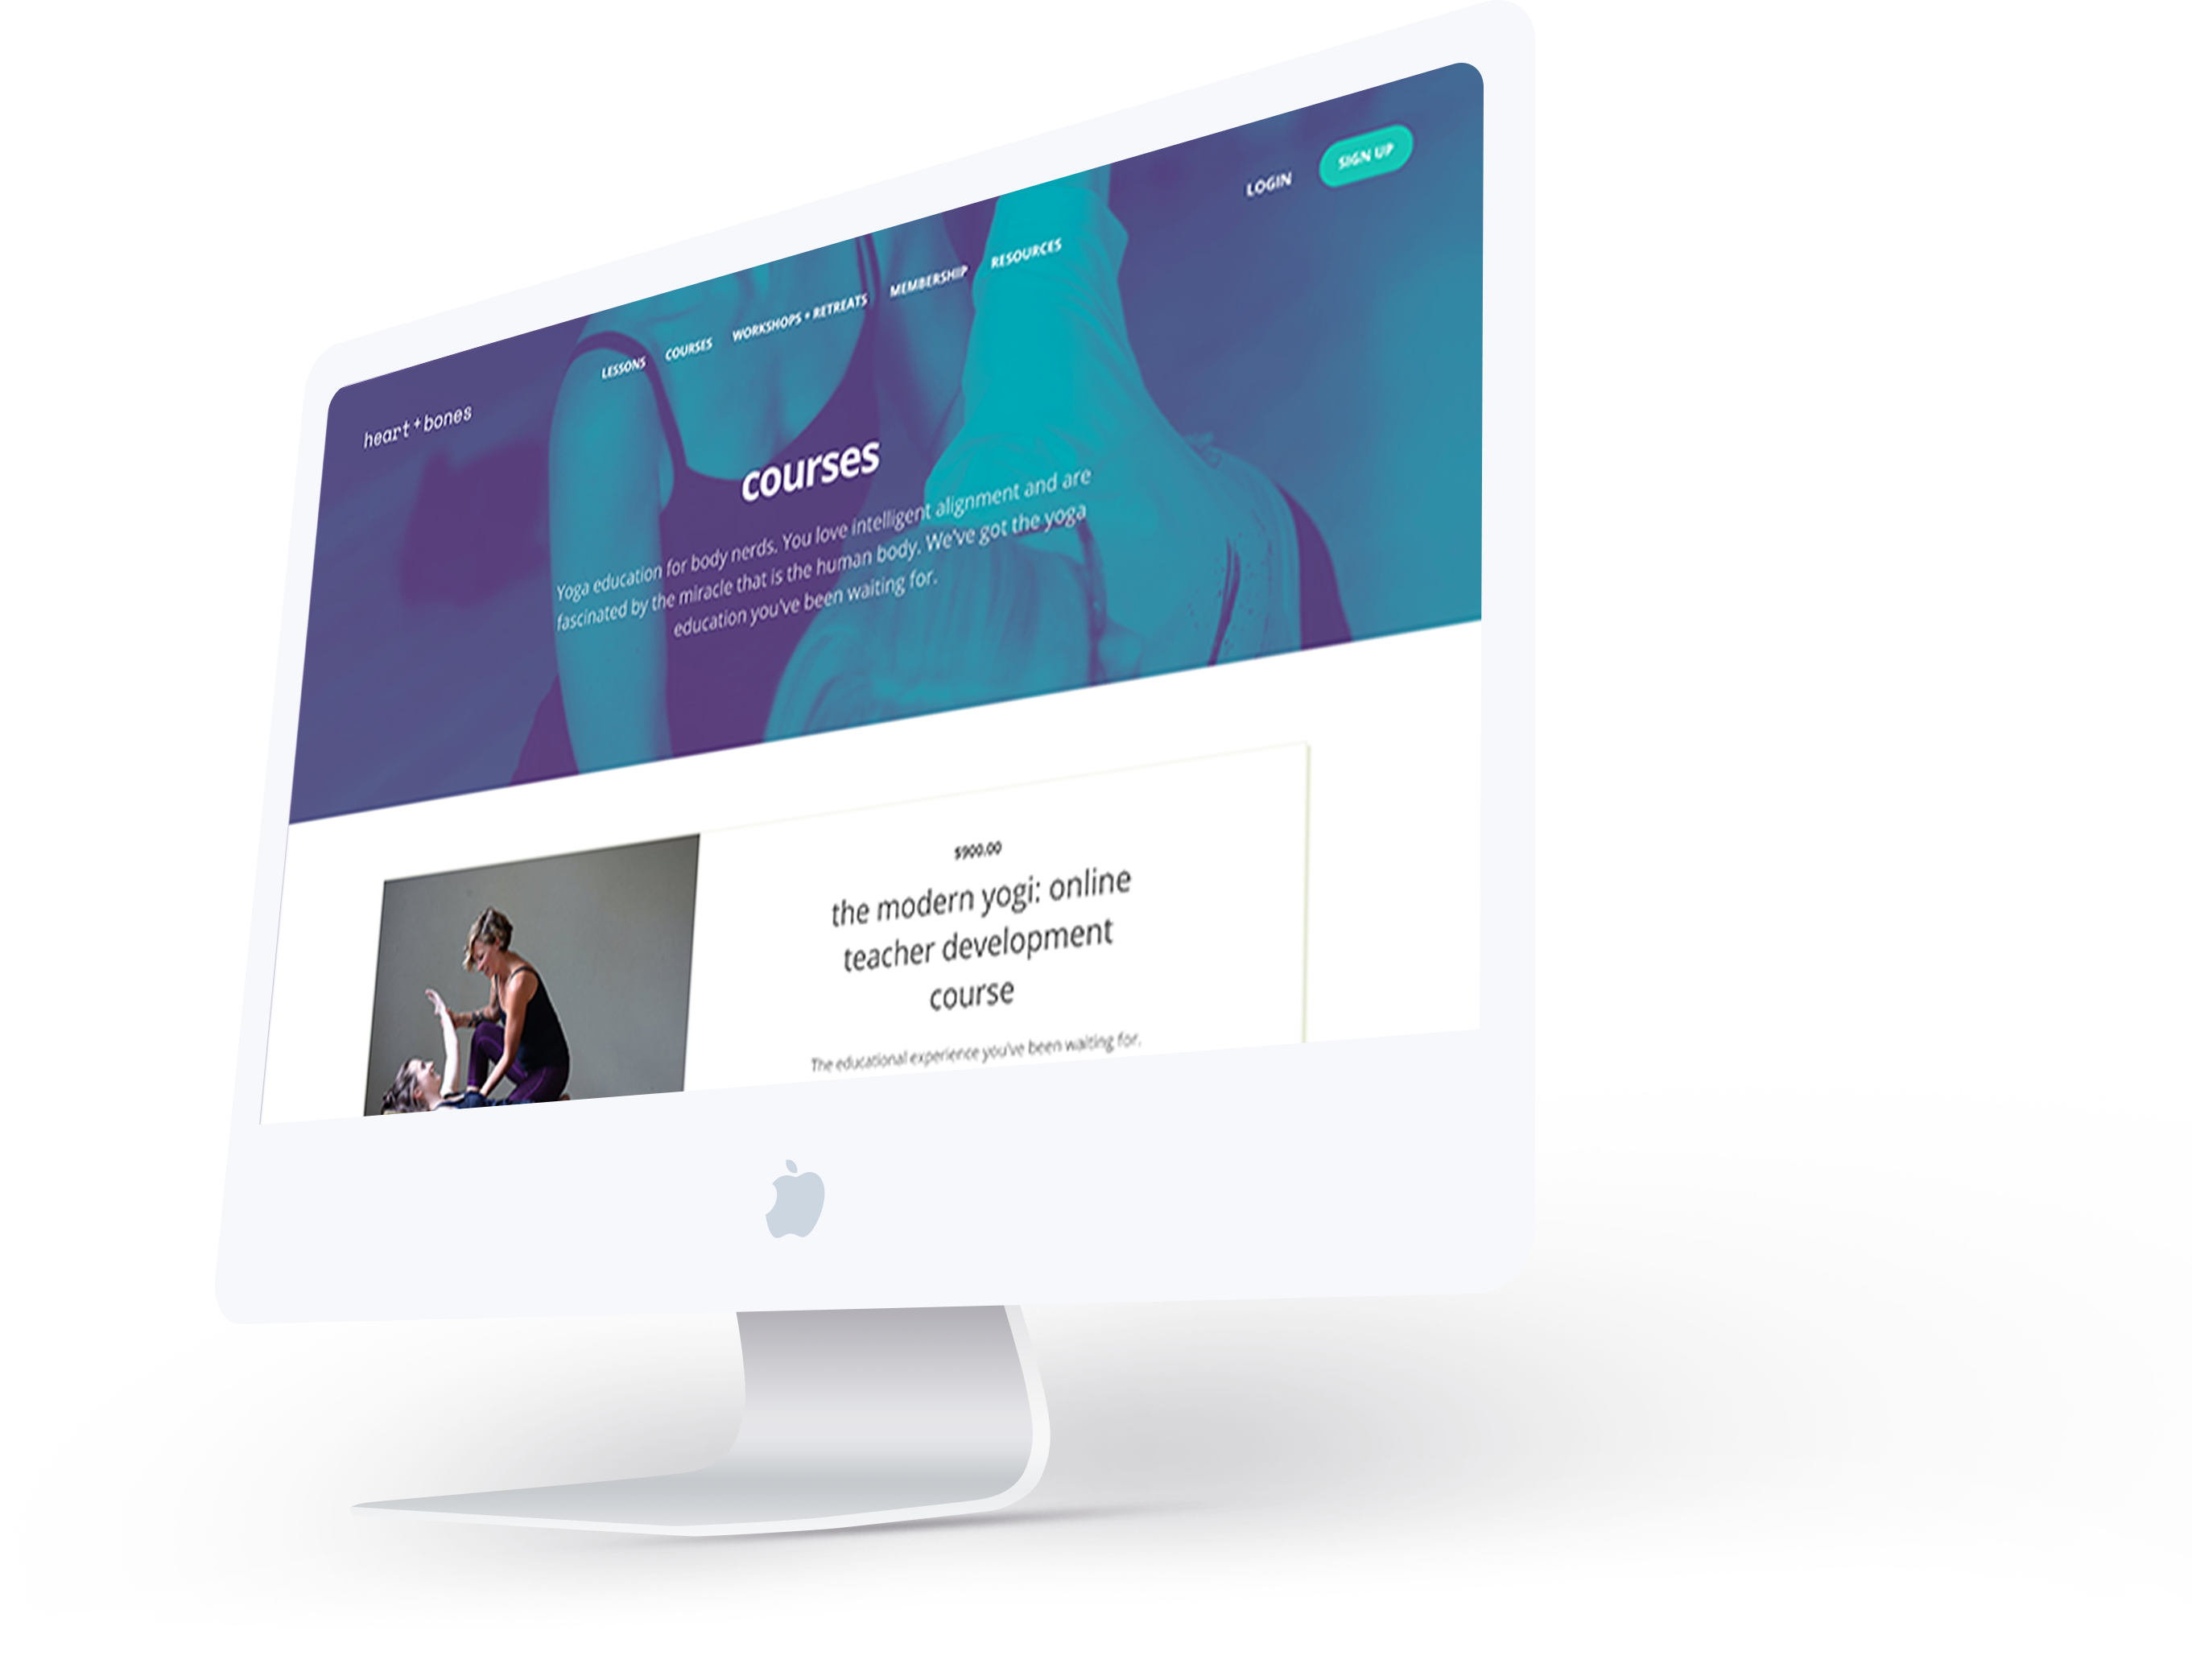 heart + bones
LESSONS COURSES WORKSHOPS + RETREATS MEMBERSHIP RESOURCES
LOGIN SIGN UP
courses
Yoga education for body nerds. You love intelligent alignment and are
fascinated by the miracle that is the human body. We've got the yoga
education you've been waiting for.
$900.00
the modern yogi: online
teacher development
course
The educational experience you've been waiting for.